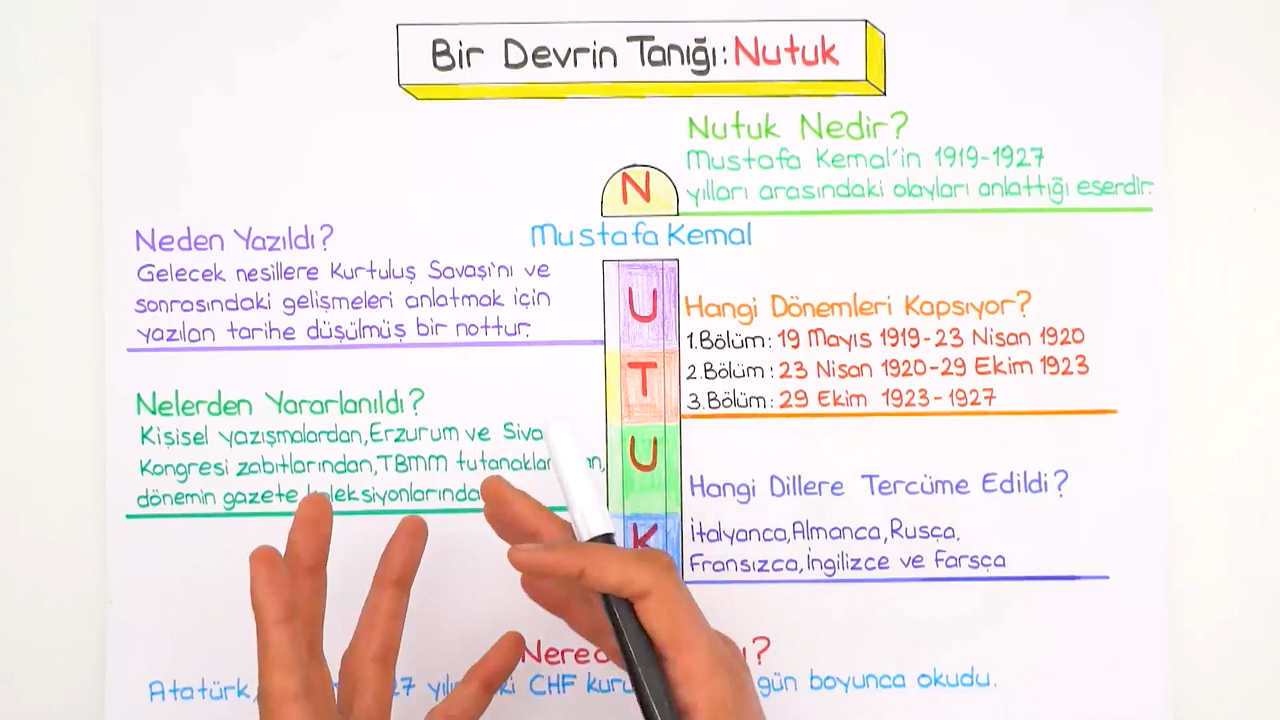 Bir Devrin Tanığı: Nutuk
Nutuk Nedir?
Mustafa Kemal'in 1919-1927
yılları arasındaki olayları anlattığı eserdir.
N
Mustafa Kemal
U
T
U
K
Neden Yazıldı?
Gelecek nesillere Kurtuluş Savaşı'nı ve
sonrasındaki gelişmeleri anlatmak için
yazılan tarihe düşülmüş bir nottur.
Hangi Dönemleri Kapsıyor?
1.Bölüm: 19 Mayıs 1919-23 Nisan 1920
2.Bölüm: 23 Nisan 1920-29 Ekim 1923
3.Bölüm: 29 Ekim 1923-1927
Nelerden Yararlanıldı?
Kişisel yazışmalardan, Erzurum ve
Kongresi zabıtlarından, TBMM
dönemin gazete
Hangi Dillere Tercüme Edildi?
İtalyanca, Almanca, Rusça,
Fransızca, İngilizce ve Farsça
Atatürk, CHF gün boyunca okudu.